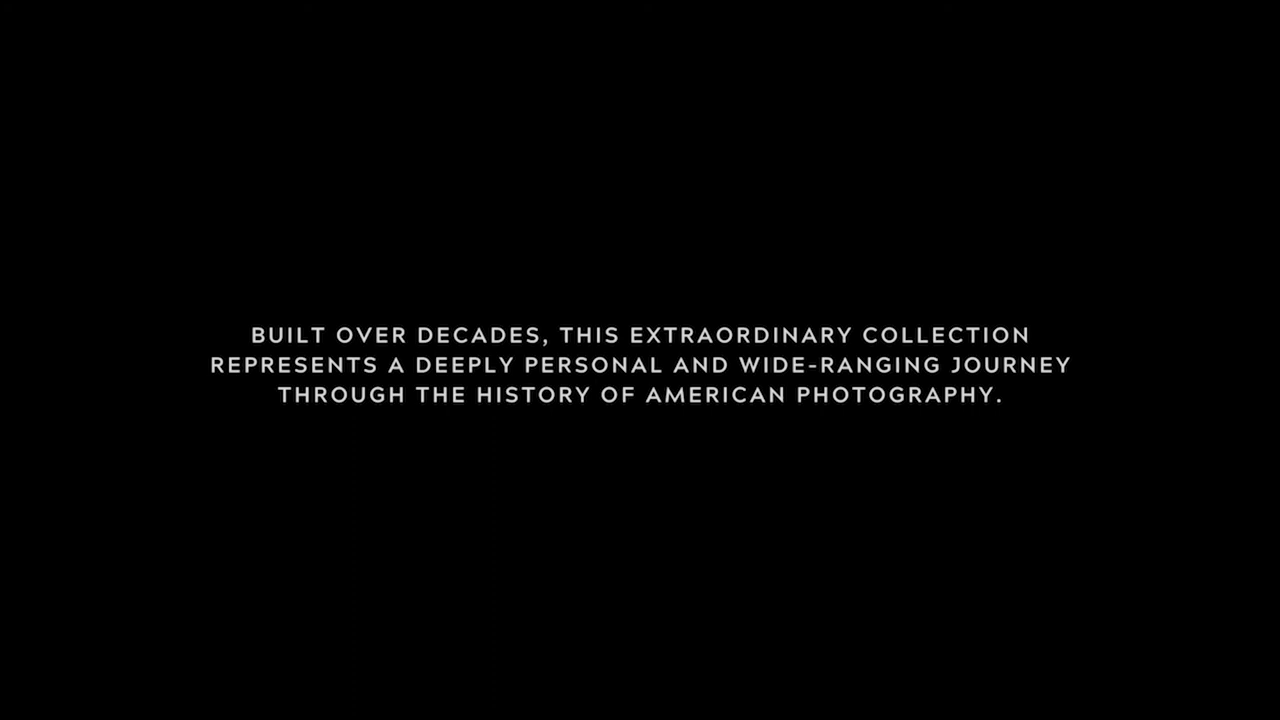 BUILT OVER DECADES, THIS EXTRAORDINARY COLLECTION
REPRESENTS A DEEPLY PERSONAL AND WIDE-RANGING JOURNEY
THROUGH THE HISTORY OF AMERICAN PHOTOGRAPHY.